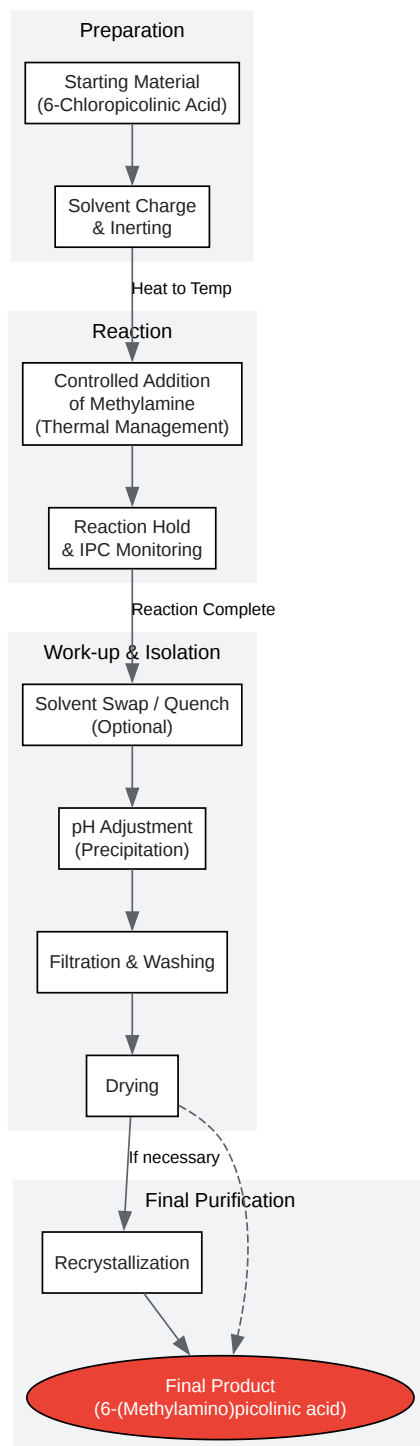 Preparation
Starting Material
(6-Chloropicolinic Acid)
Solvent Charge
& Inerting
Heat to Temp
Reaction
Controlled Addition
of Methylamine
(Thermal Management)
Reaction Hold
& IPC Monitoring
Reaction Complete
Work-up & Isolation
Solvent Swap / Quench
(Optional)
pH Adjustment
(Precipitation)
Filtration & Washing
Drying
If necessary
Final Purification
Recrystallization
Final Product
(6-(Methylamino)picolinic acid)